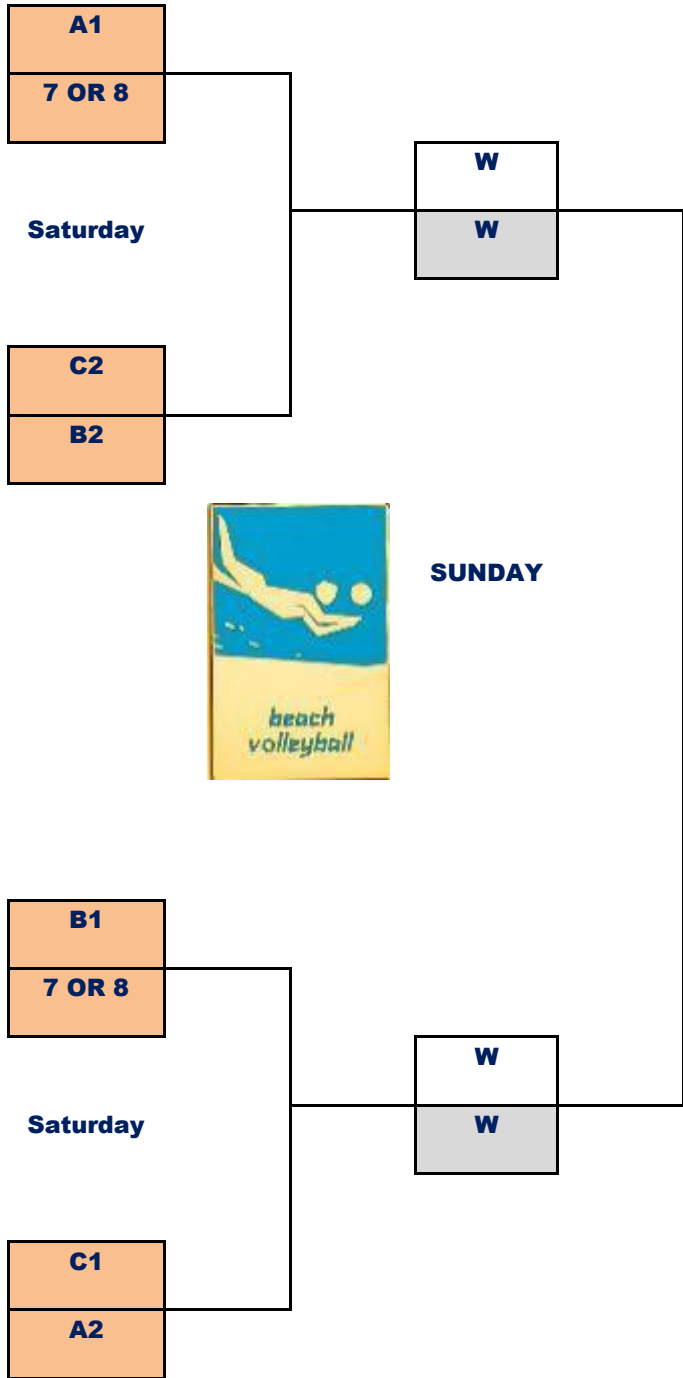 A1
7 OR 8
W
Saturday
W
C2
B2
SUNDAY
beach
volleyball
B1
7 OR 8
W
Saturday
W
C1
A2